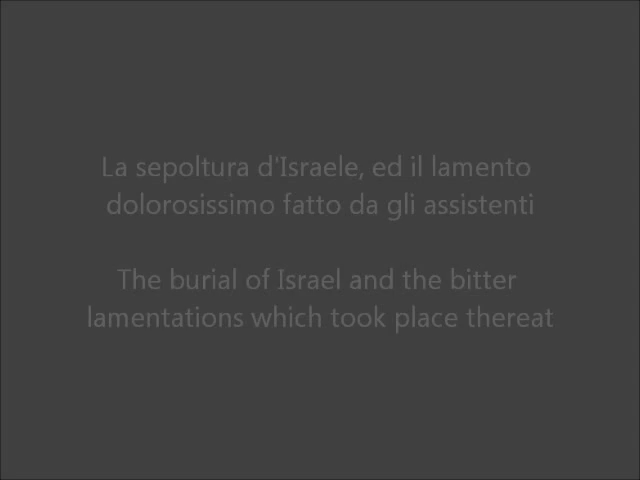 La sepoltura d'Israele, ed il lamento
dolorosissimo fatto da gli assistenti
The burial of Israel and the bitter
lamentations which took place thereat